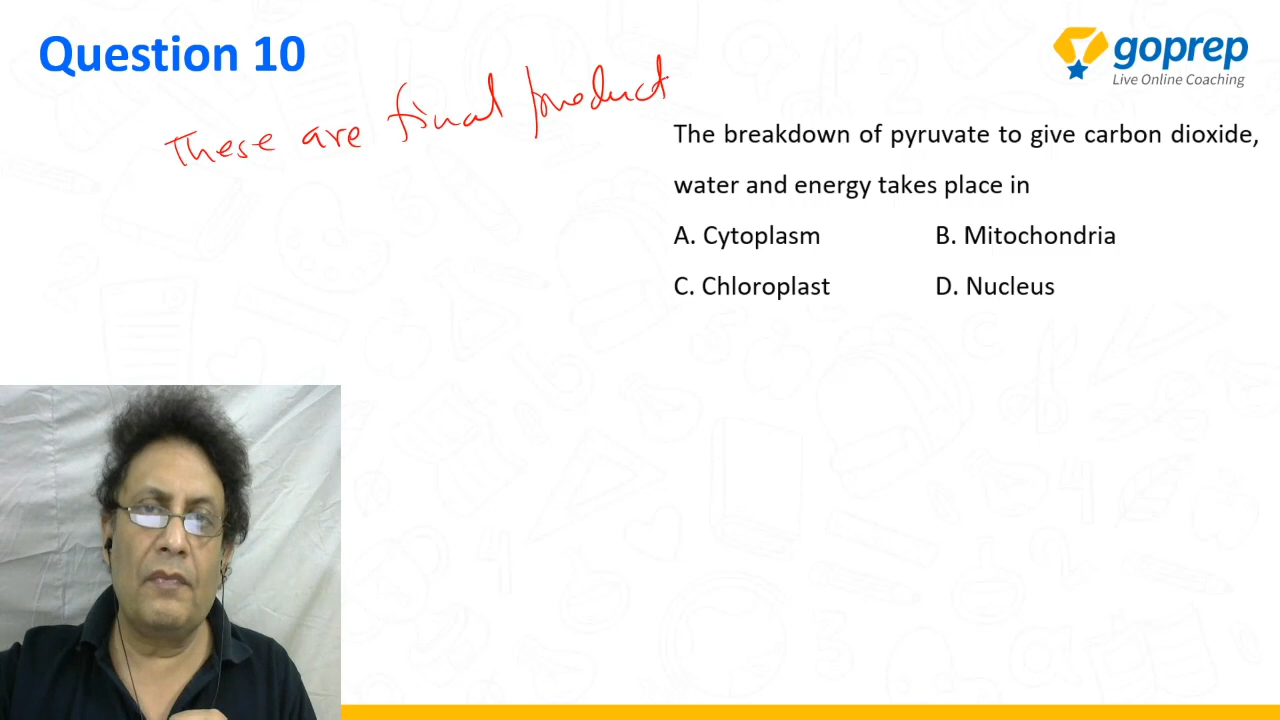 Question 10
goprep
Live Online Coaching
These are final product
The breakdown of pyruvate to give carbon dioxide,
water and energy takes place in
A. Cytoplasm B. Mitochondria
C. Chloroplast D. Nucleus